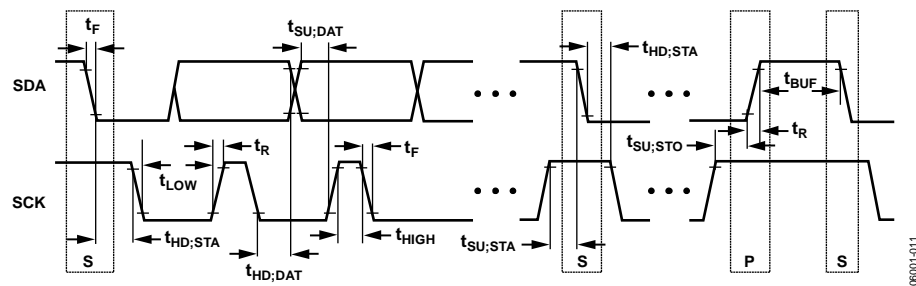 tF
tSU;DAT
tHD;STA
SDA
tBUF
tR
tF
tSU;STO
tR
tLOW
SCK
tHD;STA
tHD;DAT
tHIGH
tSU;STA
S
S
P
S
06001-011